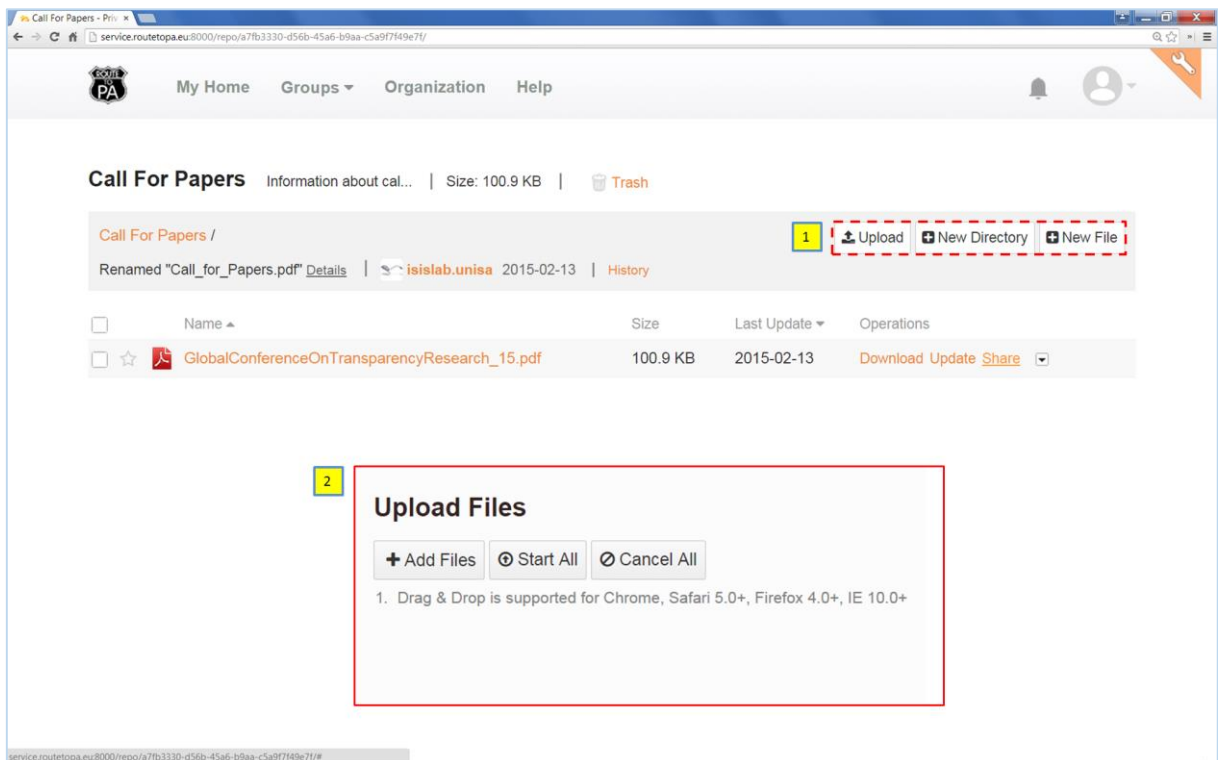 Call For Papers - Priv
service.routetopa.eu:8000/repo/a7fb3330-d56b-45a6-b9aa-c5a9f7f49e7f/
ROUTE TO PA My Home Groups Organization Help
Call For Papers Information about cal... | Size: 100.9 KB | Trash
Call For Papers / 1 Upload New Directory New File
Renamed "Call_for_Papers.pdf" Details | isislab.unisa 2015-02-13 | History
Name Size Last Update Operations
GlobalConferenceOnTransparencyResearch_15.pdf 100.9 KB 2015-02-13 Download Update Share
2
Upload Files
Add Files Start All Cancel All
1. Drag & Drop is supported for Chrome, Safari 5.0+, Firefox 4.0+, IE 10.0+
service.routetopa.eu:8000/repo/a7fb3330-d56b-45a6-b9aa-c5a9f7f49e7f/#